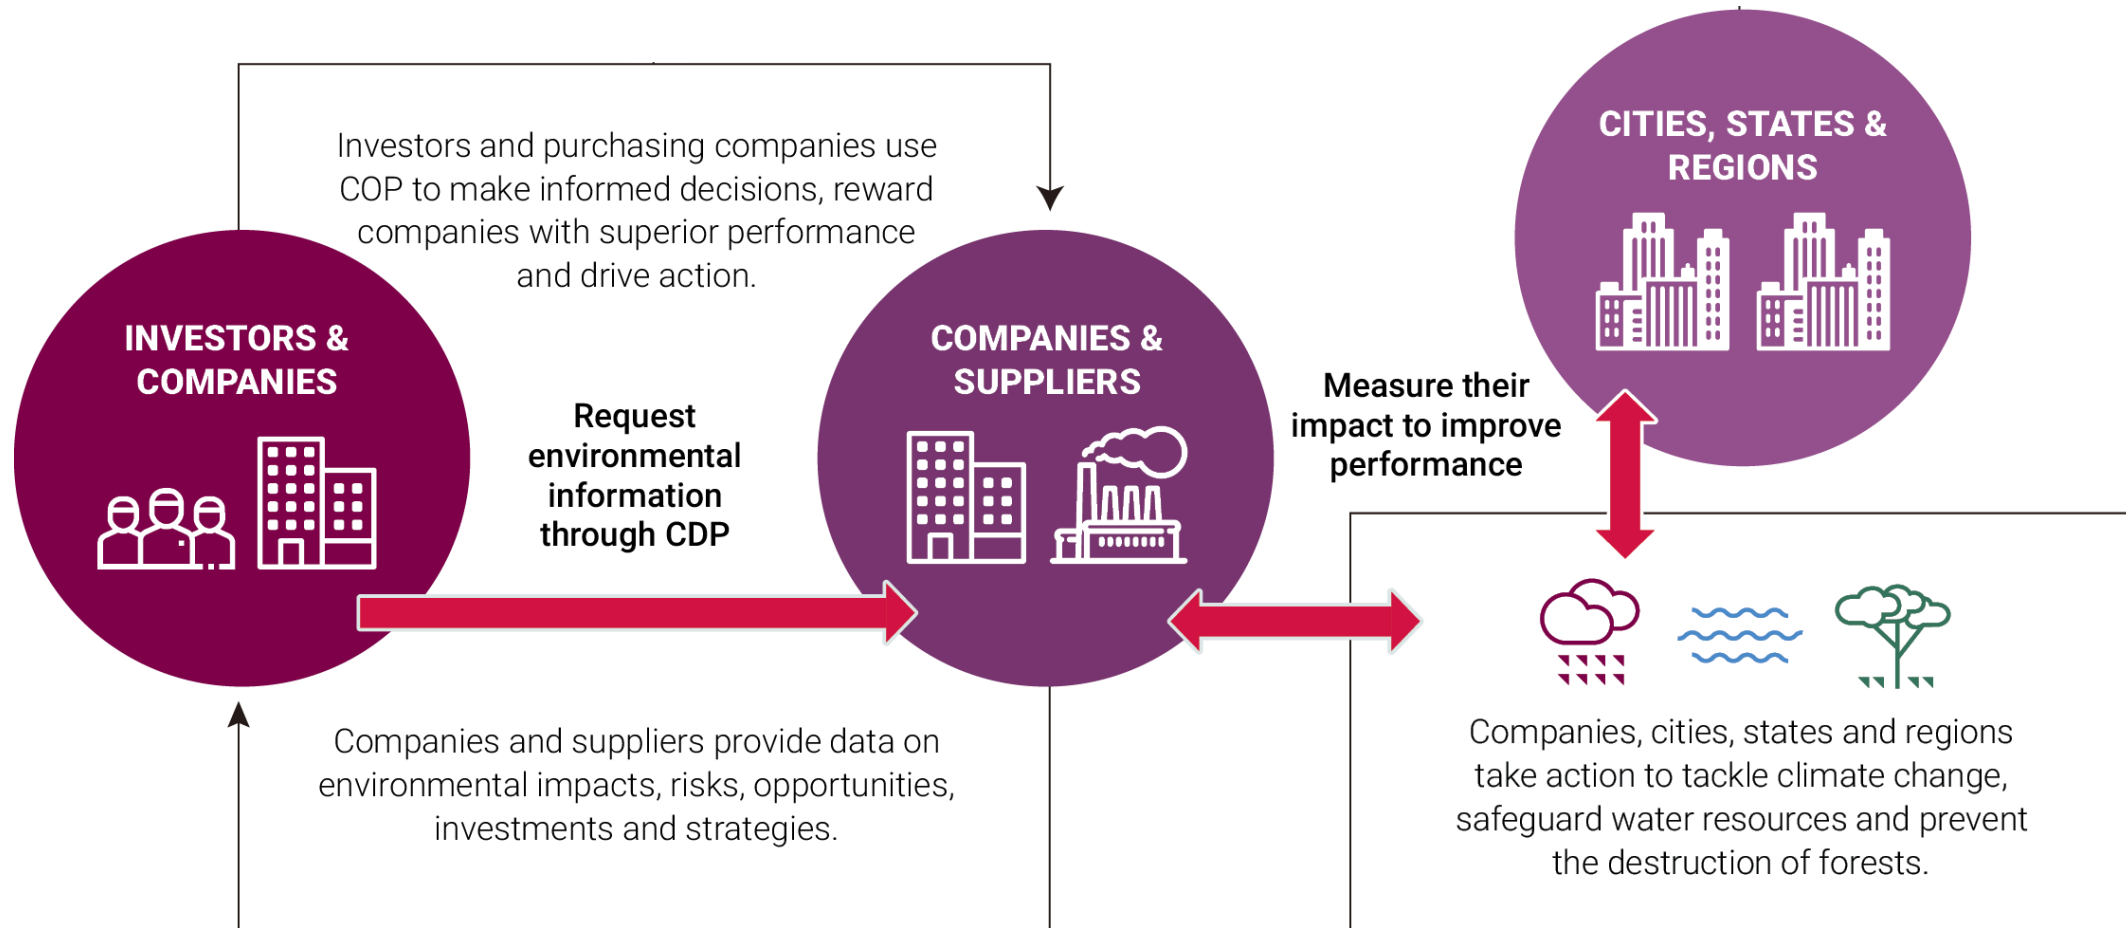 Investors and purchasing companies use
COP to make informed decisions, reward
companies with superior performance
and drive action.
INVESTORS &
COMPANIES
Request
environmental
information
through CDP
COMPANIES &
SUPPLIERS
Companies and suppliers provide data on
environmental impacts, risks, opportunities,
investments and strategies.
Measure their
impact to improve
performance
CITIES, STATES &
REGIONS
Companies, cities, states and regions
take action to tackle climate change,
safeguard water resources and prevent
the destruction of forests.